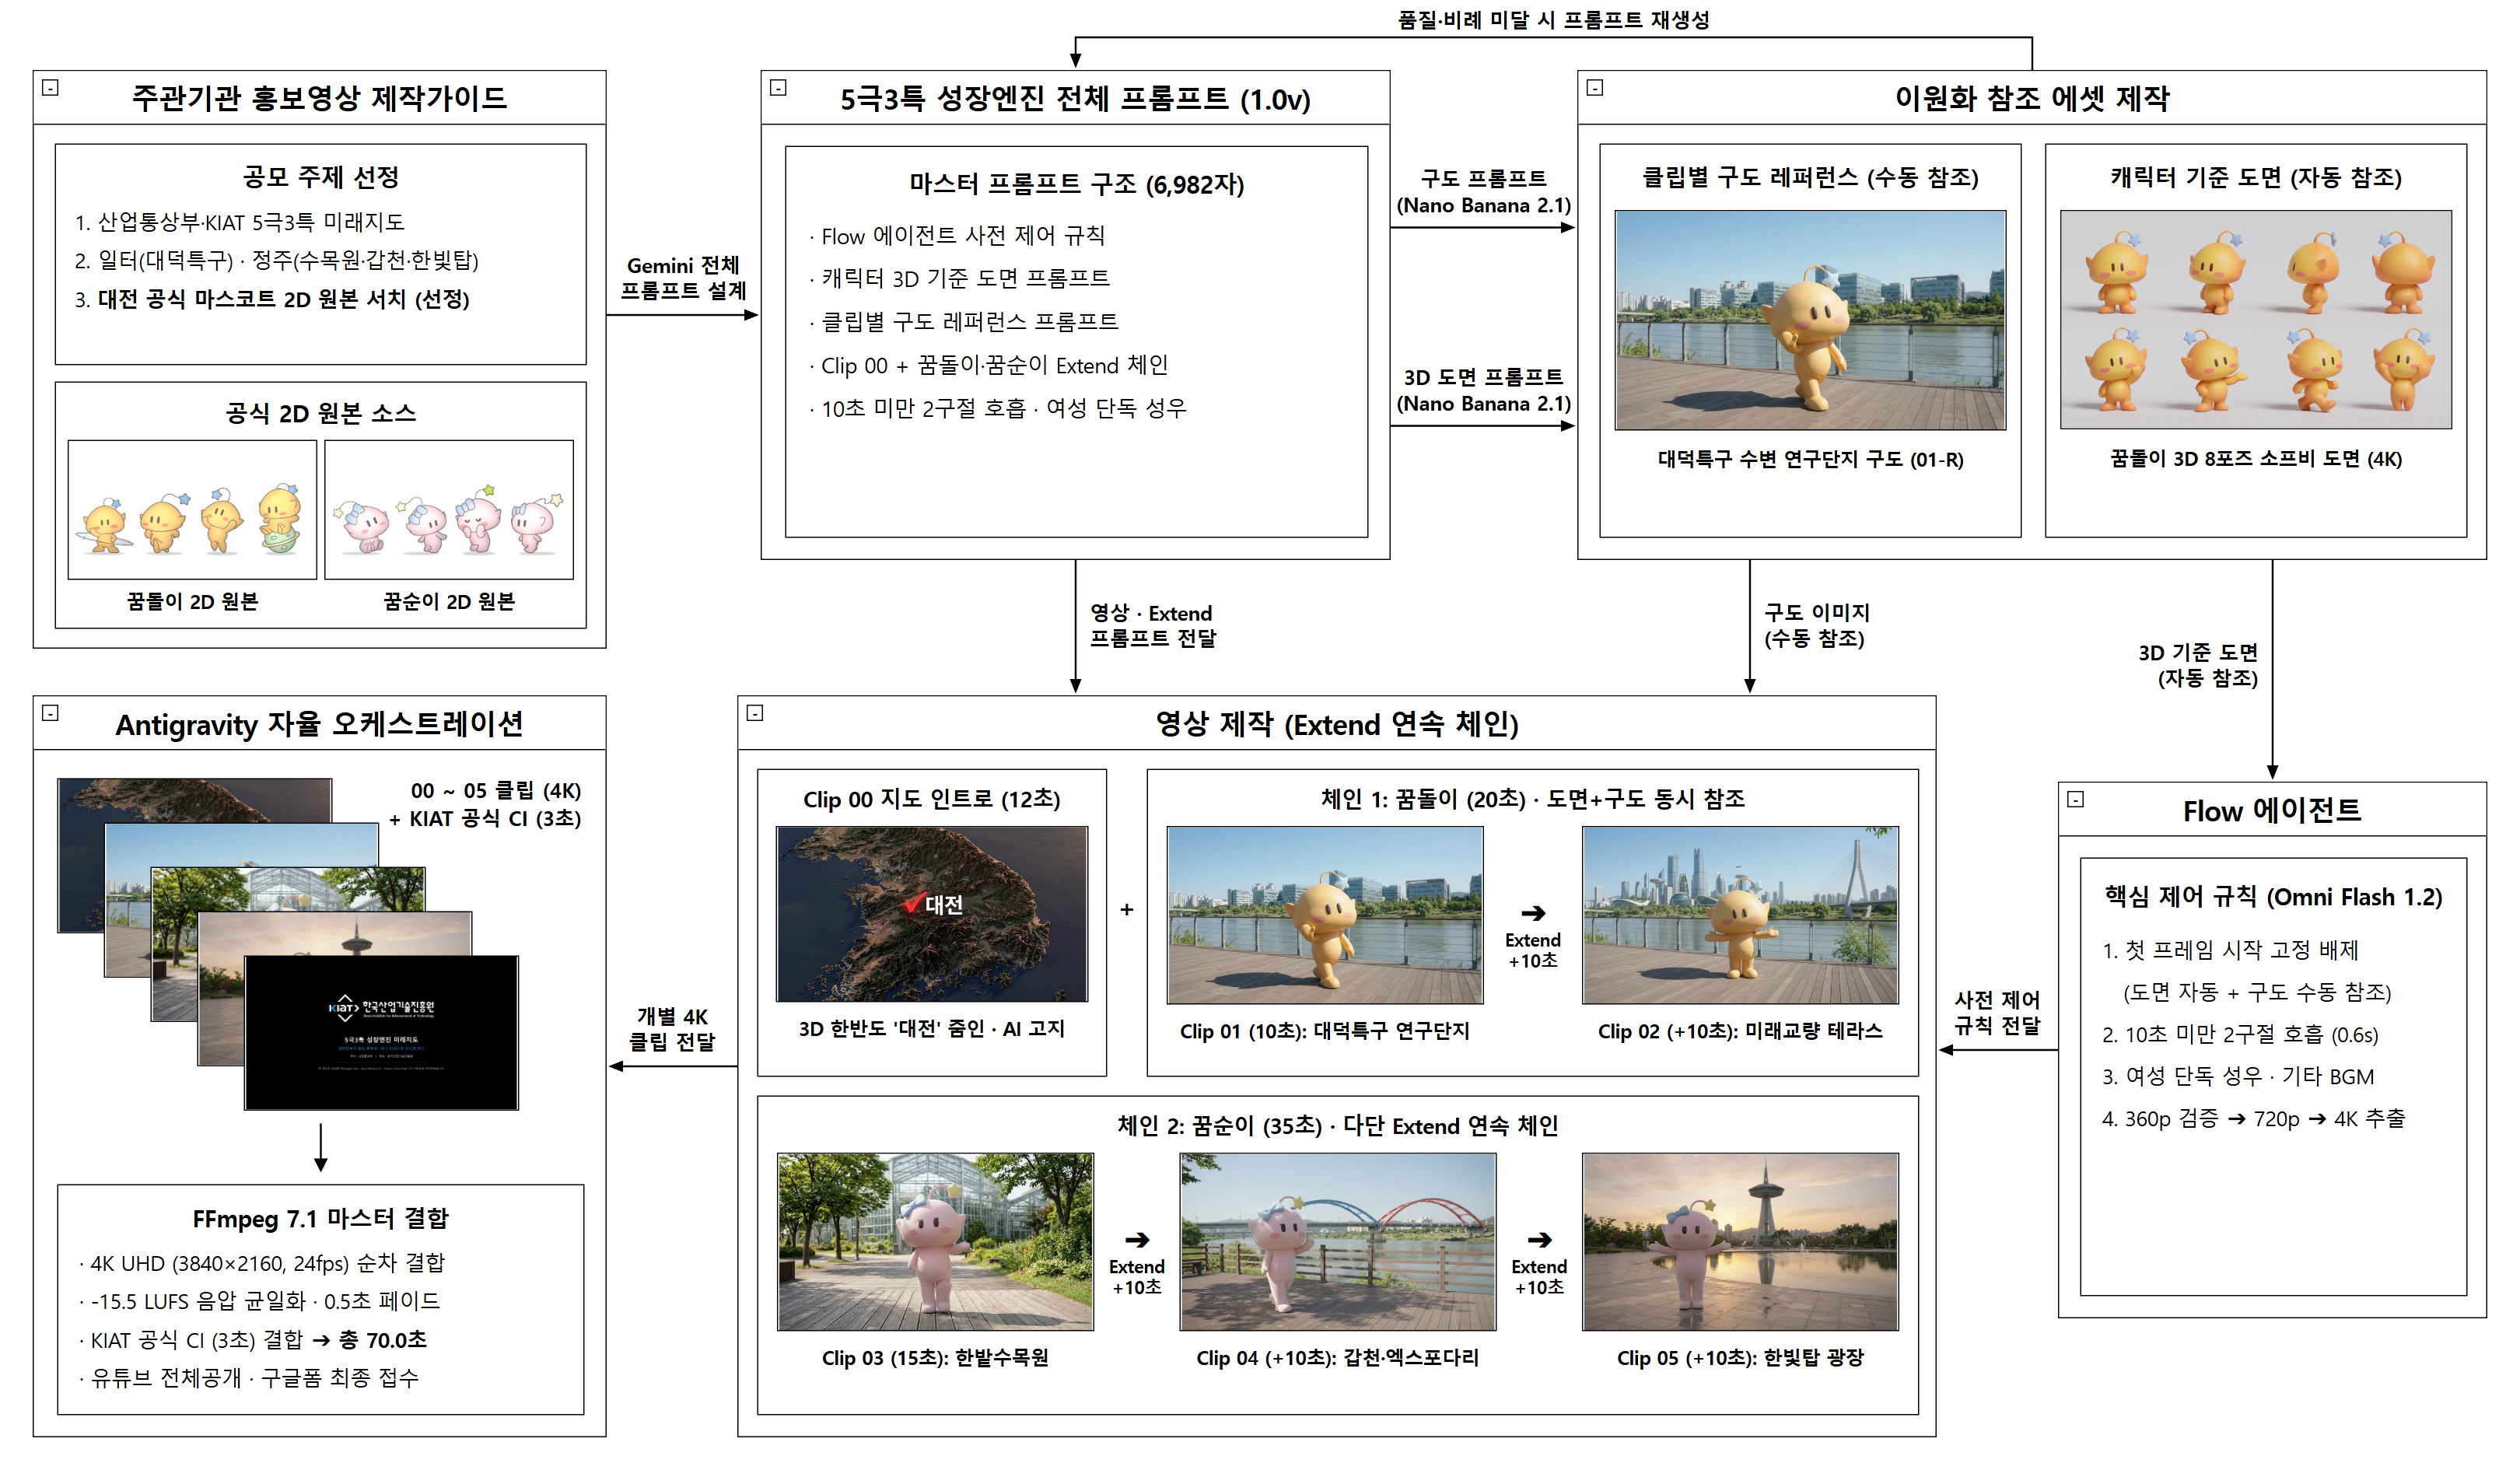 품질·비례 미달 시 프롬프트 재생성
주관기관 홍보영상 제작가이드
공모 주제 선정
1. 산업통상부·KIAT 5극3특 미래지도
2. 일터(대덕특구) · 정주(수목원·갑천·한빛탑)
3. 대전 공식 마스코트 2D 원본 서치 (선정)
공식 2D 원본 소스
꿈돌이 2D 원본
꿈순이 2D 원본
Gemini 전체
프롬프트 설계
5극3특 성장엔진 전체 프롬프트 (1.0v)
마스터 프롬프트 구조 (6,982자)
· Flow 에이전트 사전 제어 규칙
· 캐릭터 3D 기준 도면 프롬프트
· 클립별 구도 레퍼런스 프롬프트
· Clip 00 + 꿈돌이·꿈순이 Extend 체인
· 10초 미만 2구절 호흡 · 여성 단독 성우
구도 프롬프트
(Nano Banana 2.1)
3D 도면 프롬프트
(Nano Banana 2.1)
이원화 참조 에셋 제작
클립별 구도 레퍼런스 (수동 참조)
대덕특구 수변 연구단지 구도 (01-R)
캐릭터 기준 도면 (자동 참조)
꿈돌이 3D 8포즈 소프비 도면 (4K)
영상 · Extend
프롬프트 전달
구도 이미지
(수동 참조)
3D 기준 도면
(자동 참조)
Antigravity 자율 오케스트레이션
00 ~ 05 클립 (4K)
+ KIAT 공식 CI (3초)
KIAT 한국산업기술진흥원
5극3특 성장엔진 미래지도
FFmpeg 7.1 마스터 결합
· 4K UHD (3840×2160, 24fps) 순차 결합
· -15.5 LUFS 음압 균일화 · 0.5초 페이드
· KIAT 공식 CI (3초) 결합 ➔ 총 70.0초
· 유튜브 전체공개 · 구글폼 최종 접수
개별 4K
클립 전달
영상 제작 (Extend 연속 체인)
Clip 00 지도 인트로 (12초)
대전
3D 한반도 '대전' 줌인 · AI 고지
+
체인 1: 꿈돌이 (20초) · 도면+구도 동시 참조
➔
Extend
+10초
Clip 01 (10초): 대덕특구 연구단지
Clip 02 (+10초): 미래교량 테라스
체인 2: 꿈순이 (35초) · 다단 Extend 연속 체인
➔
Extend
+10초
➔
Extend
+10초
Clip 03 (15초): 한밭수목원
Clip 04 (+10초): 갑천·엑스포다리
Clip 05 (+10초): 한빛탑 광장
사전 제어
규칙 전달
Flow 에이전트
핵심 제어 규칙 (Omni Flash 1.2)
1. 첫 프레임 시작 고정 배제
(도면 자동 + 구도 수동 참조)
2. 10초 미만 2구절 호흡 (0.6s)
3. 여성 단독 성우 · 기타 BGM
4. 360p 검증 ➔ 720p ➔ 4K 추출